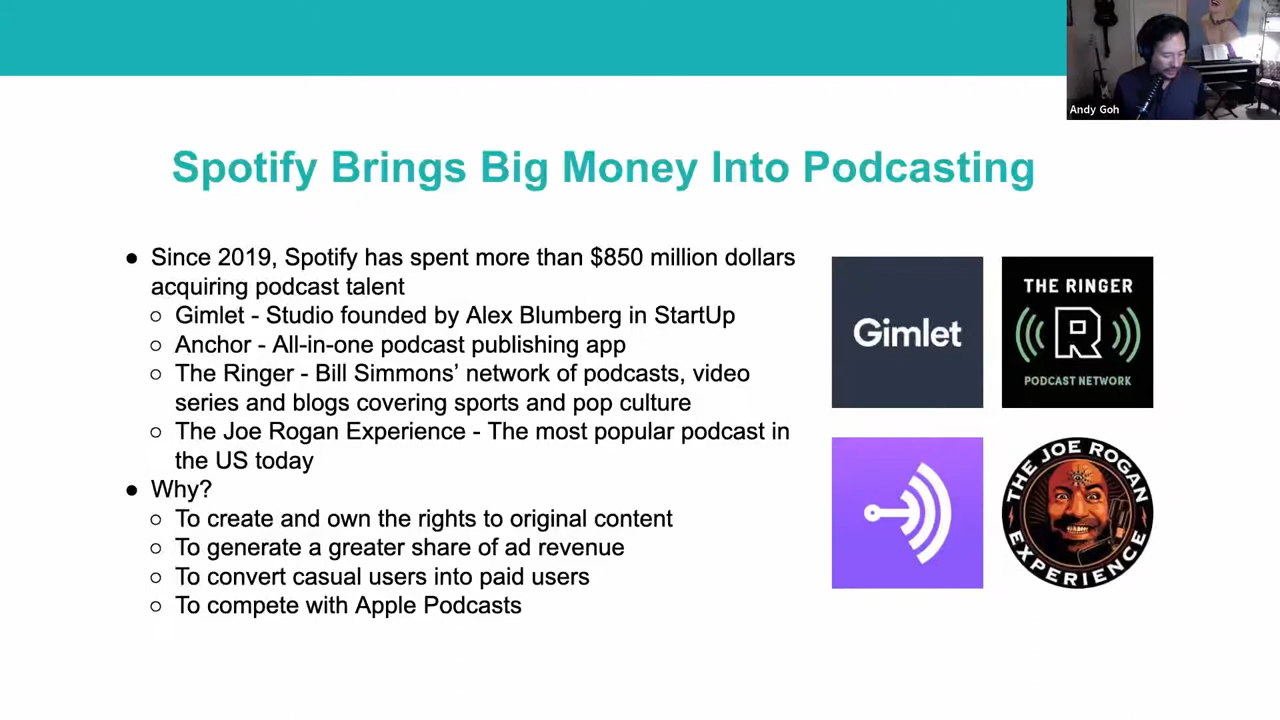 Andy Goh
Spotify Brings Big Money Into Podcasting
● Since 2019, Spotify has spent more than $850 million dollars
acquiring podcast talent
○ Gimlet - Studio founded by Alex Blumberg in StartUp
○ Anchor - All-in-one podcast publishing app
○ The Ringer - Bill Simmons’ network of podcasts, video
series and blogs covering sports and pop culture
○ The Joe Rogan Experience - The most popular podcast in
the US today
● Why?
○ To create and own the rights to original content
○ To generate a greater share of ad revenue
○ To convert casual users into paid users
○ To compete with Apple Podcasts
Gimlet
THE RINGER
R
PODCAST NETWORK
THE JOE ROGAN
EXPERIENCE